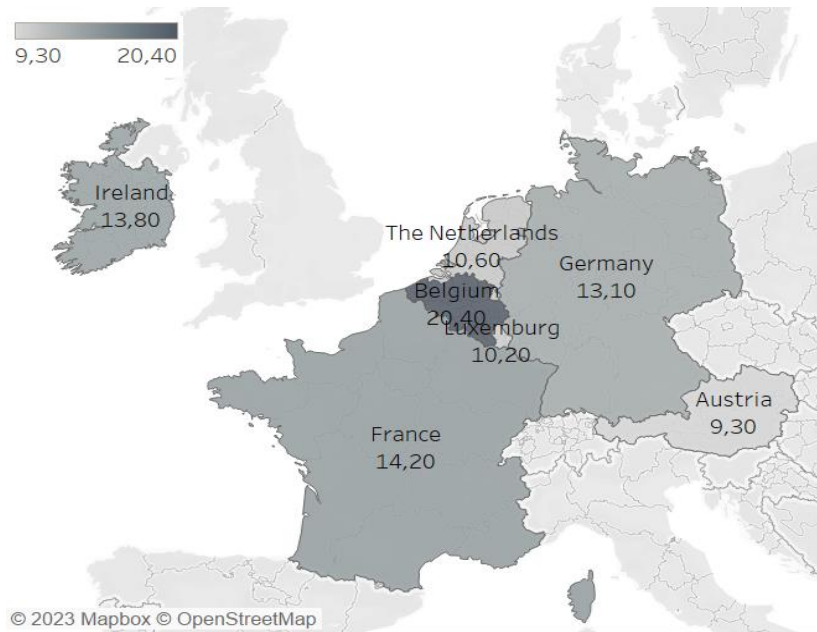 9,30 20,40
Ireland
13,80
The Netherlands
10,60
Germany
13,10
Belgium
20,40
Luxemburg
10,20
Austria
9,30
France
14,20
© 2023 Mapbox © OpenStreetMap